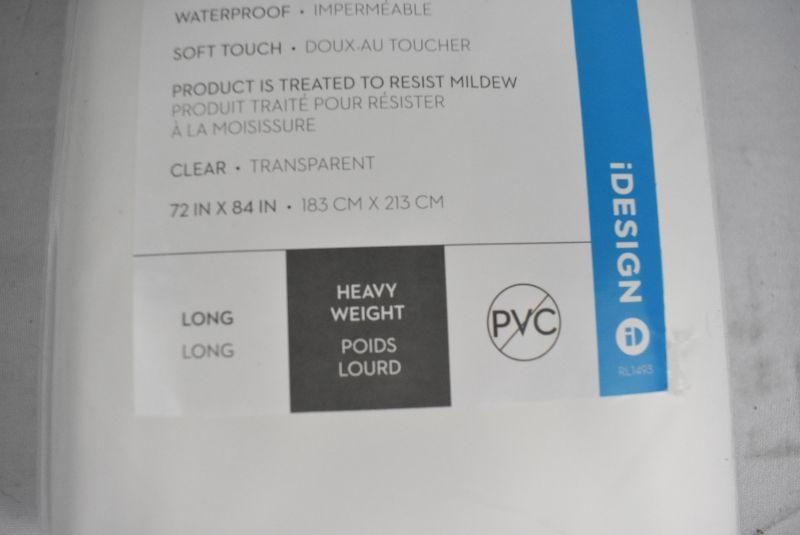 WATERPROOF • IMPERMÉABLE
SOFT TOUCH • DOUX-AU TOUCHER
PRODUCT IS TREATED TO RESIST MILDEW
PRODUIT TRAITÉ POUR RÉSISTER
À LA MOISISSURE
CLEAR • TRANSPARENT
72 IN X 84 IN • 183 CM X 213 CM
LONG
LONG
HEAVY
WEIGHT
POIDS
LOURD
PVC
iDESIGN
RL1493